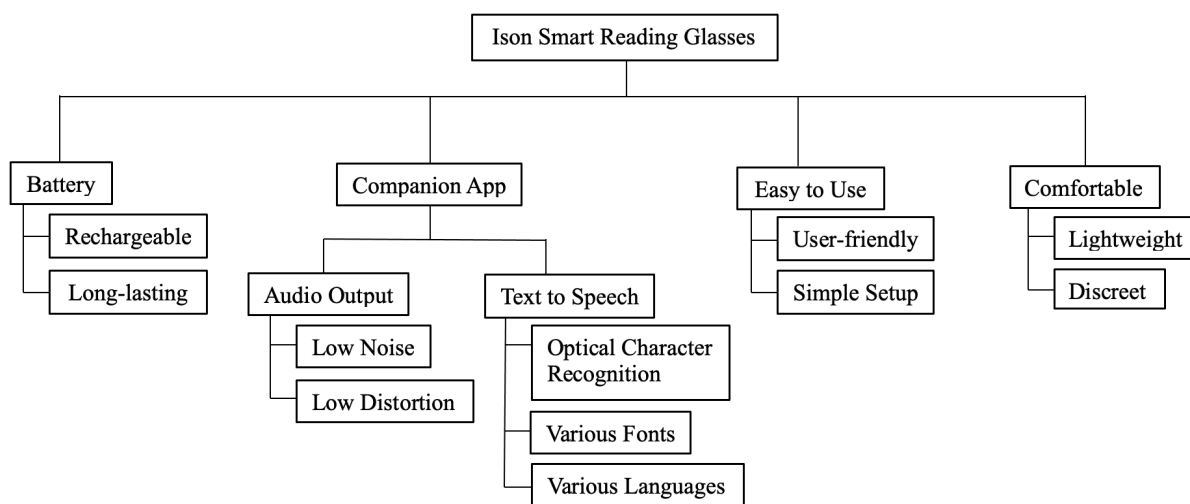 Ison Smart Reading Glasses
Battery
Rechargeable
Long-lasting
Companion App
Audio Output
Low Noise
Low Distortion
Text to Speech
Optical Character
Recognition
Various Fonts
Various Languages
Easy to Use
User-friendly
Simple Setup
Comfortable
Lightweight
Discreet